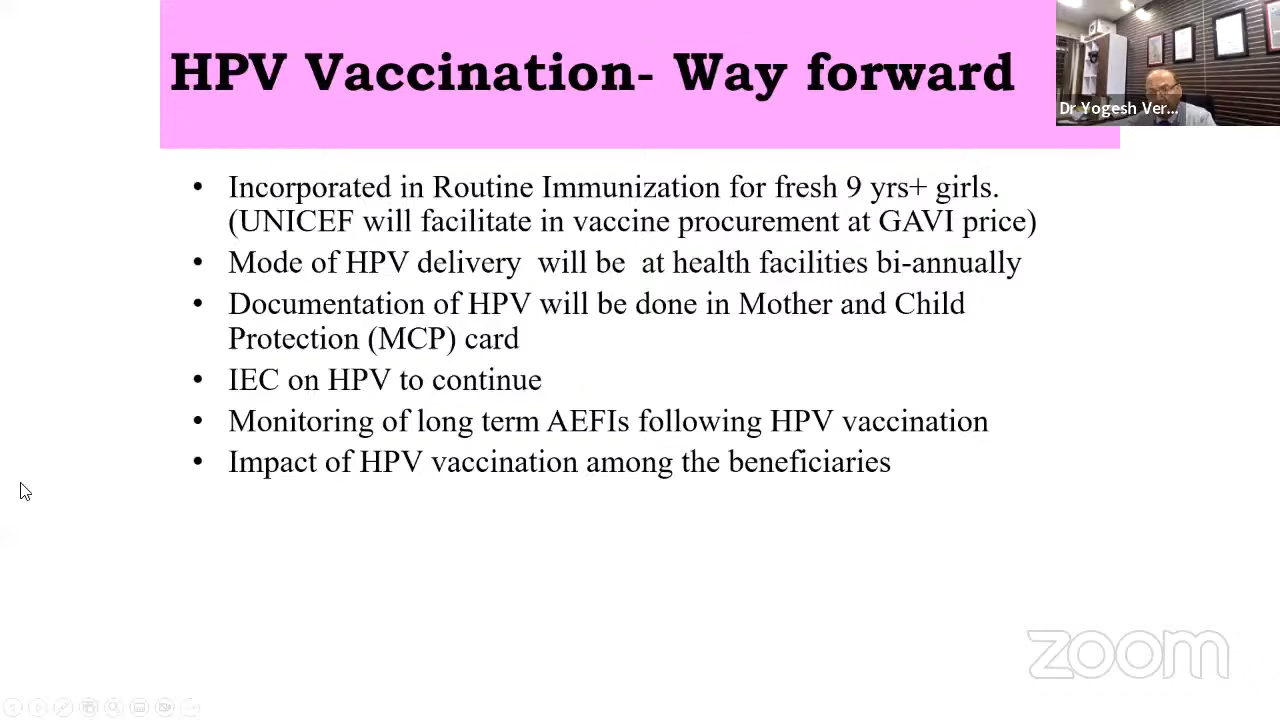 HPV Vaccination- Way forward
Dr Yogesh Ver...
• Incorporated in Routine Immunization for fresh 9 yrs+ girls.
(UNICEF will facilitate in vaccine procurement at GAVI price)
• Mode of HPV delivery will be at health facilities bi-annually
• Documentation of HPV will be done in Mother and Child
Protection (MCP) card
• IEC on HPV to continue
• Monitoring of long term AEFIs following HPV vaccination
• Impact of HPV vaccination among the beneficiaries
zoom